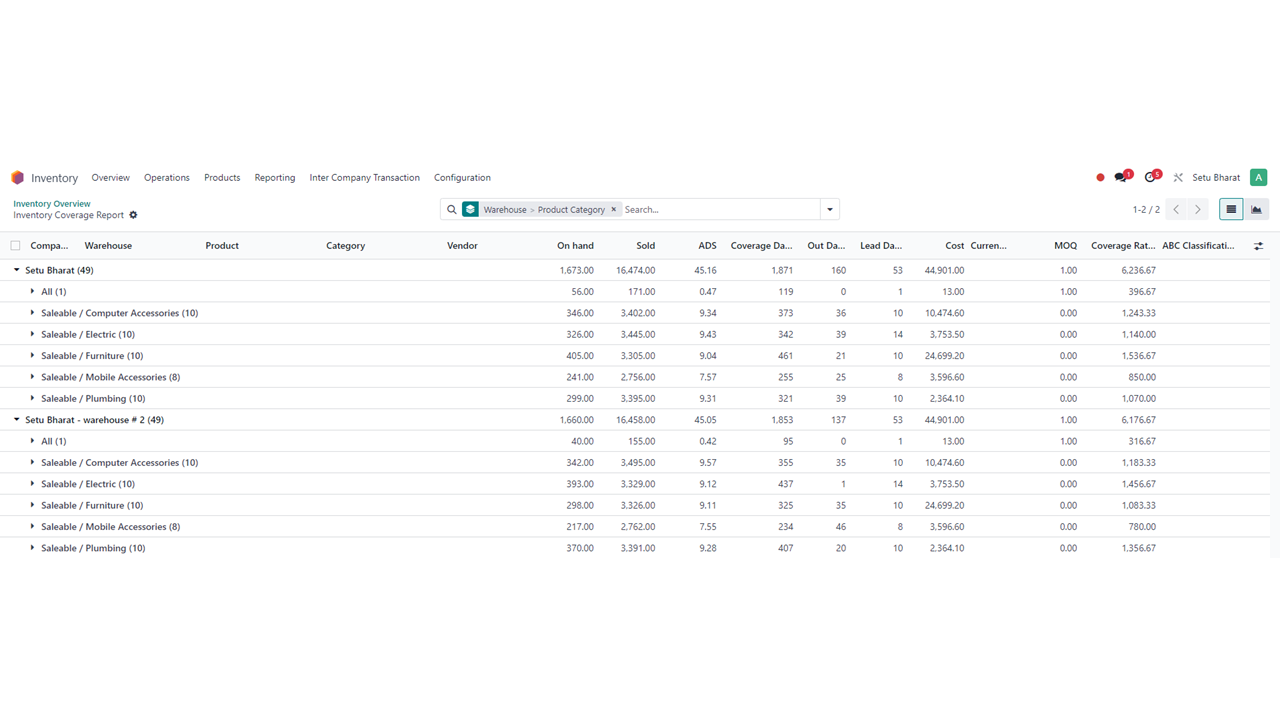 Inventory Overview Operations Products Reporting Inter Company Transaction Configuration 1 5 Setu Bharat A
Inventory Overview
Inventory Coverage Report
Warehouse > Product Category × Search...
1-2 / 2
Compa... Warehouse Product Category Vendor On hand Sold ADS Coverage Da... Out Da... Lead Da... Cost Curren... MOQ Coverage Rat... ABC Classificati...
Setu Bharat (49) 1,673.00 16,474.00 45.16 1,871 160 53 44,901.00 1.00 6,236.67
All (1) 56.00 171.00 0.47 119 0 1 13.00 1.00 396.67
Saleable / Computer Accessories (10) 346.00 3,402.00 9.34 373 36 10 10,474.60 0.00 1,243.33
Saleable / Electric (10) 326.00 3,445.00 9.43 342 39 14 3,753.50 0.00 1,140.00
Saleable / Furniture (10) 405.00 3,305.00 9.04 461 21 10 24,699.20 0.00 1,536.67
Saleable / Mobile Accessories (8) 241.00 2,756.00 7.57 255 25 8 3,596.60 0.00 850.00
Saleable / Plumbing (10) 299.00 3,395.00 9.31 321 39 10 2,364.10 0.00 1,070.00
Setu Bharat - warehouse # 2 (49) 1,660.00 16,458.00 45.05 1,853 137 53 44,901.00 1.00 6,176.67
All (1) 40.00 155.00 0.42 95 0 1 13.00 1.00 316.67
Saleable / Computer Accessories (10) 342.00 3,495.00 9.57 355 35 10 10,474.60 0.00 1,183.33
Saleable / Electric (10) 393.00 3,329.00 9.12 437 1 14 3,753.50 0.00 1,456.67
Saleable / Furniture (10) 298.00 3,326.00 9.11 325 35 10 24,699.20 0.00 1,083.33
Saleable / Mobile Accessories (8) 217.00 2,762.00 7.55 234 46 8 3,596.60 0.00 780.00
Saleable / Plumbing (10) 370.00 3,391.00 9.28 407 20 10 2,364.10 0.00 1,356.67